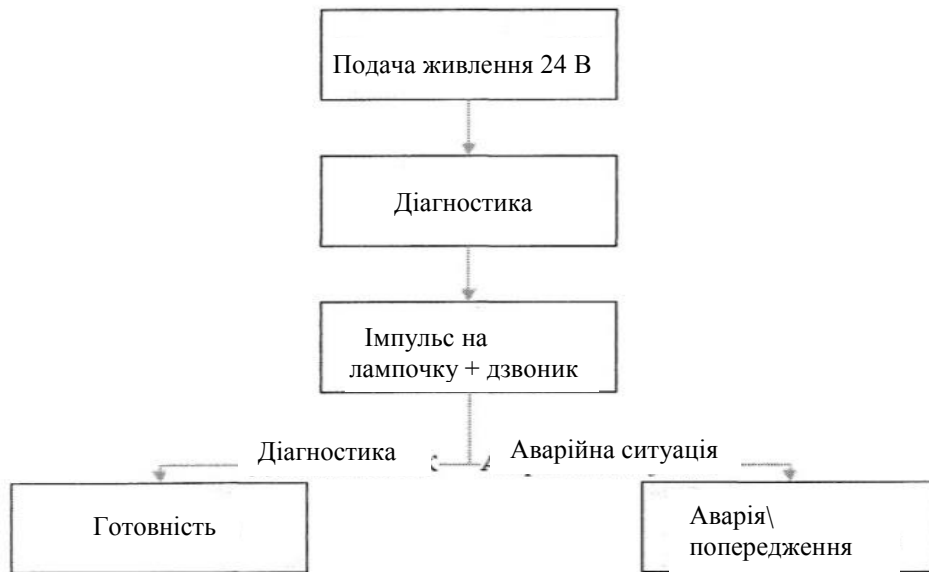 Подача живлення 24 В
Діагностика
Імпульс на
лампочку + дзвоник
Діагностика
Аварійна ситуація
Готовність
Аварія\
попередження